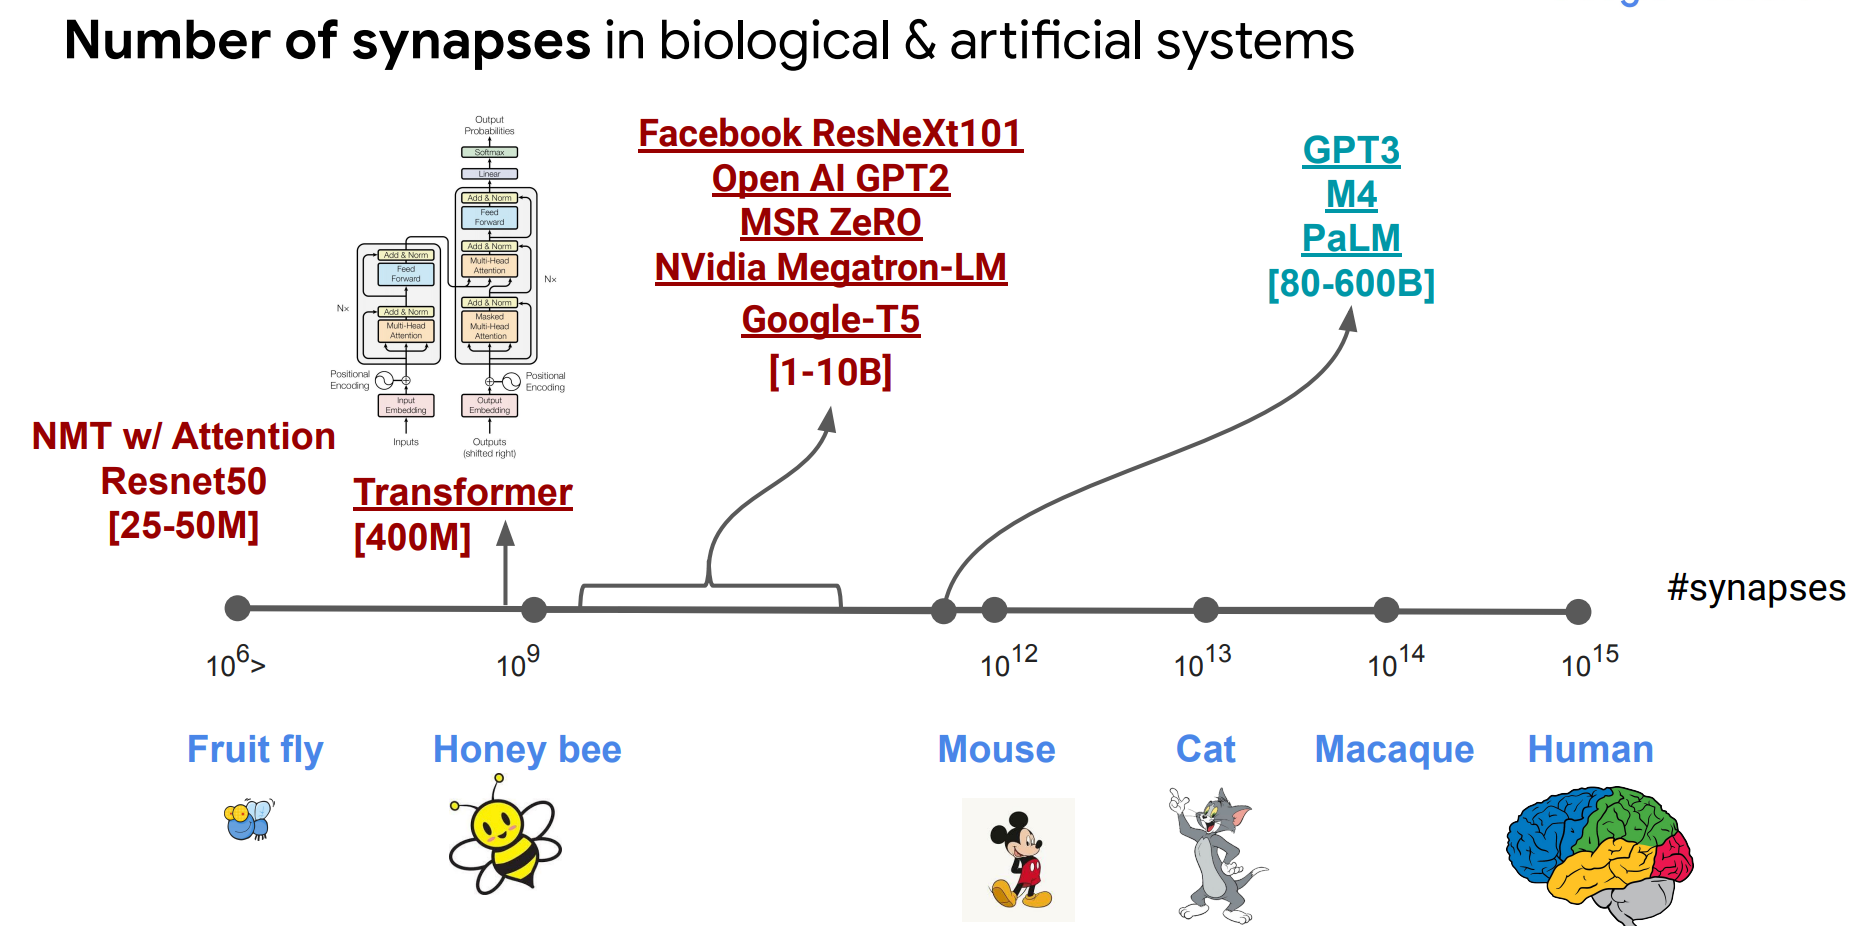 Number of synapses in biological & artificial systems
Output
Probabilities
Softmax
Linear
Add & Norm
Feed
Forward
Add & Norm
Multi-Head
Attention
Add & Norm
Masked
Multi-Head
Attention
Nx
Add & Norm
Feed
Forward
Nx
Add & Norm
Multi-Head
Attention
Positional
Encoding
Positional
Encoding
Input
Embedding
Output
Embedding
Inputs
Outputs
(shifted right)
Facebook ResNeXt101
Open AI GPT2
MSR ZeRO
NVidia Megatron-LM
Google-T5
[1-10B]
GPT3
M4
PaLM
[80-600B]
NMT w/ Attention
Resnet50
[25-50M]
Transformer
[400M]
#synapses
10^6>
10^9
10^12
10^13
10^14
10^15
Fruit fly
Honey bee
Mouse
Cat
Macaque
Human